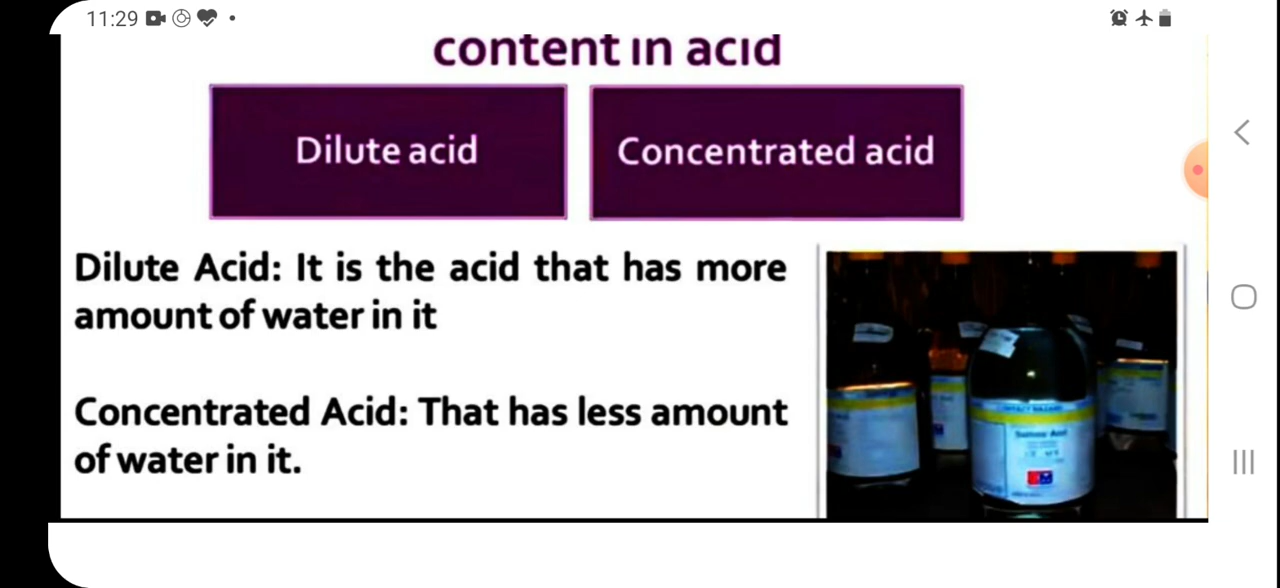 11:29
content in acid
Dilute acid
Concentrated acid
Dilute Acid: It is the acid that has more
amount of water in it
Concentrated Acid: That has less amount
of water in it.